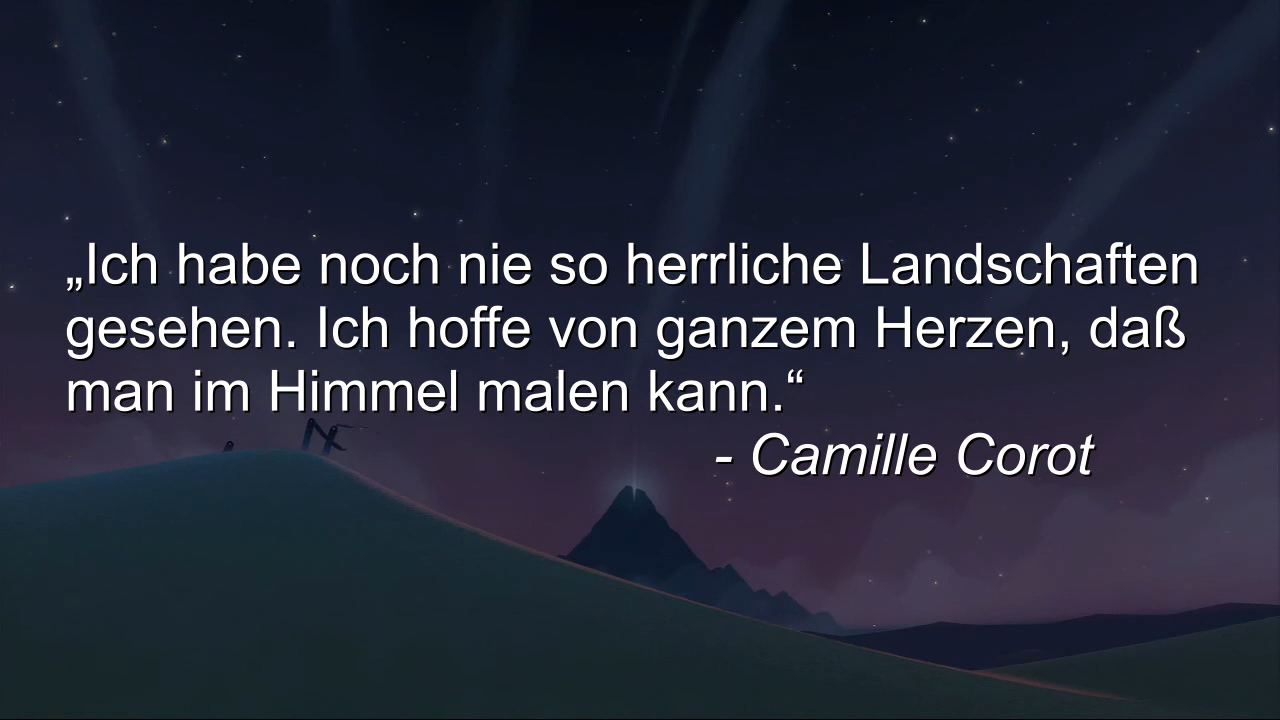 „Ich habe noch nie so herrliche Landschaften
gesehen. Ich hoffe von ganzem Herzen, daß
man im Himmel malen kann.“
- Camille Corot